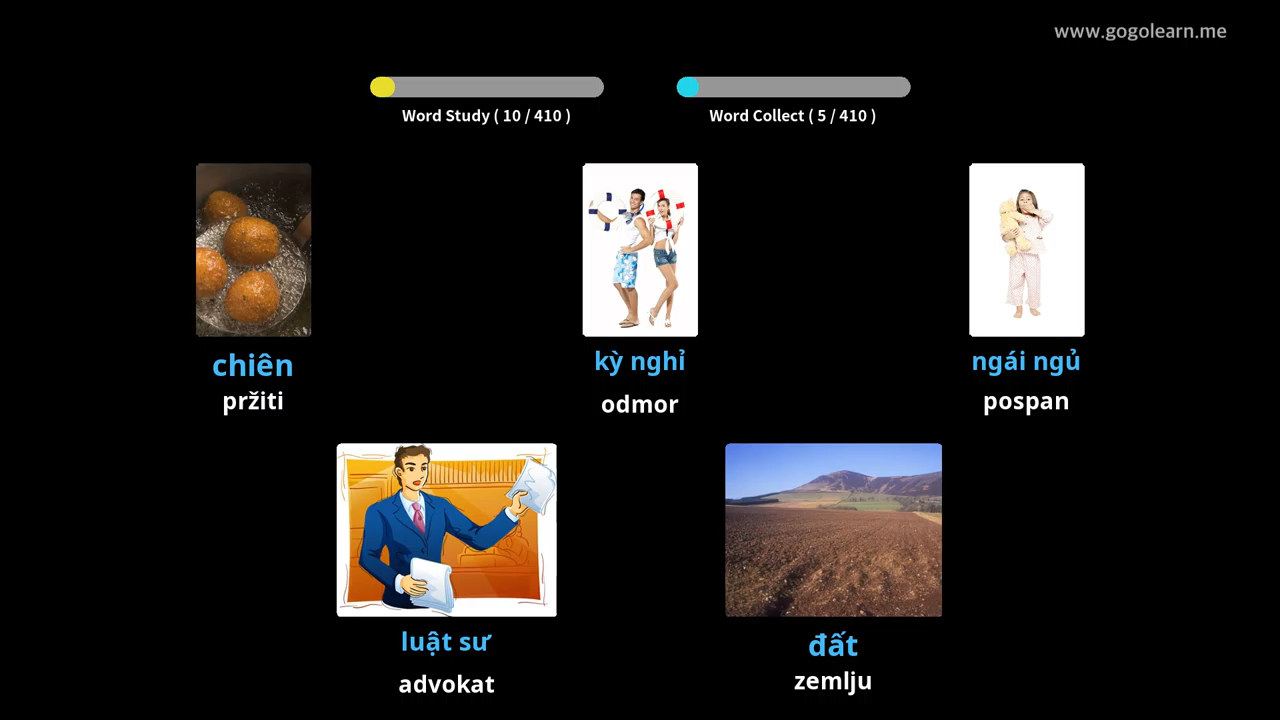 www.gogolearn.me
Word Study ( 10 / 410 )
Word Collect ( 5 / 410 )
chiên
pržiti
kỳ nghỉ
odmor
ngái ngủ
pospan
luật sư
advokat
đất
zemlju